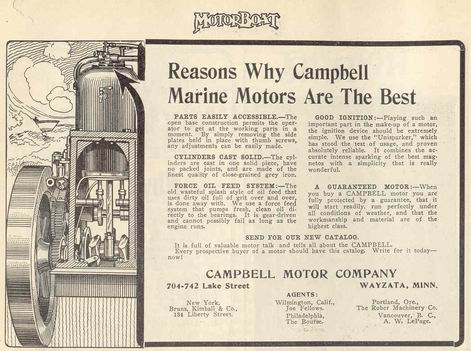 MOTORBOAT
Reasons Why Campbell
Marine Motors Are The Best
PARTS EASILY ACCESSIBLE.—The
open base construction permits the oper-
ator to get at the working parts in a
moment. By simply removing the side
plates held in place with thumb screws,
any adjustments can be easily made.
CYLINDERS CAST SOLID.—The cyl-
inders are cast in one solid piece, have
no packed joints, and are made of the
finest quality of close-grained grey iron.
FORCE OIL FEED SYSTEM:—The
old wasteful splash style of oil feed that
uses dirty oil full of grit over and over,
is done away with. We use a force feed
system that pumps fresh, clean oil di-
rectly to the bearings. It is gear-driven
and cannot possibly fail as long as the
engine runs.
GOOD IGNITION:—Playing such an
important part in the make-up of a motor,
the ignition device should be extremely
simple. We use the "Unisparker," which
has stood the test of usage, and proven
absolutely reliable. It combines the ac-
curate intense sparking of the best mag-
netos with a simplicity that is really
wonderful.
A GUARANTEED MOTOR:—When
you buy a CAMPBELL motor you are
fully protected by a guarantee, that it
will start readily, run perfectly under
all conditions of weather, and that the
workmanship and material are of the
highest class.
SEND FOR OUR NEW CATALOG.
It is full of valuable motor talk and tells all about the CAMPBELL.
Every prospective buyer of a motor should have this catalog. Write for it today—
now!
CAMPBELL MOTOR COMPANY
704-742 Lake Street WAYZATA, MINN.
AGENTS:
New York,
Bruns, Kimball & Co.,
134 Liberty Street.
Wilmington, Calif.,
Joe Fellows.
Philadelphia,
The Bourse.
Portland, Ore.,
The Rober Machinery Co.
Vancouver, B. C.,
A. W. LePage.